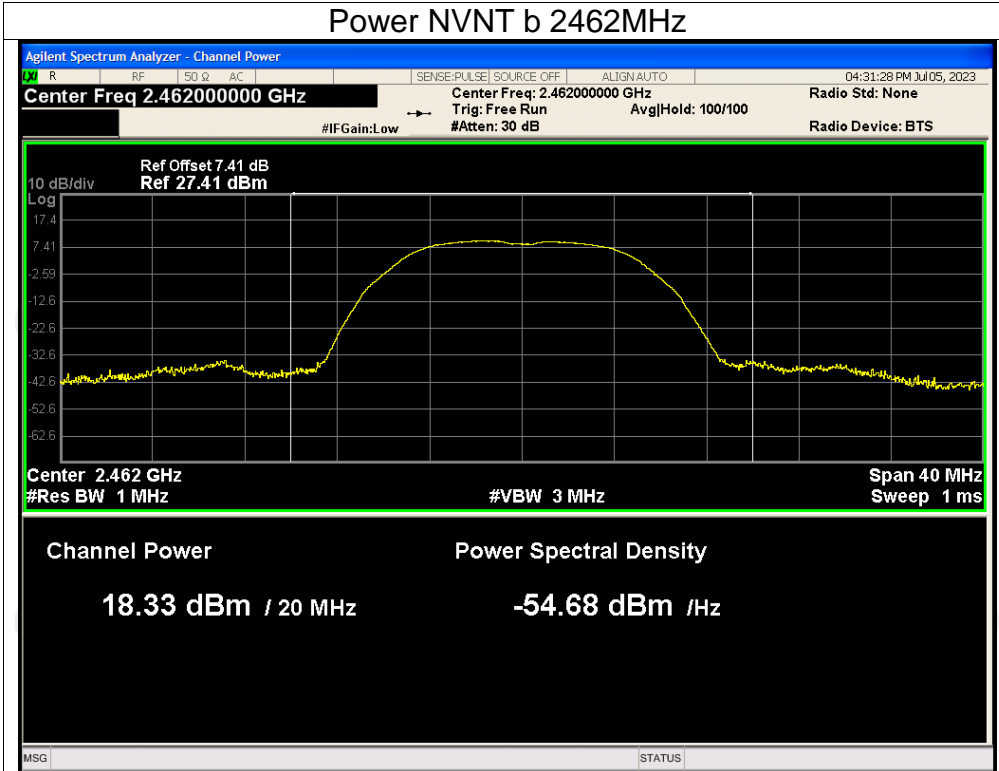 Power NVNT b 2462MHz
Agilent Spectrum Analyzer - Channel Power
LXI R RF 50 Ω AC SENSE:PULSE SOURCE OFF ALIGN AUTO 04:31:28 PM Jul 05, 2023
Center Freq 2.462000000 GHz Center Freq: 2.462000000 GHz Radio Std: None
Trig: Free Run Avg|Hold: 100/100
#IFGain:Low #Atten: 30 dB Radio Device: BTS
Ref Offset 7.41 dB
10 dB/div Ref 27.41 dBm
Log
17.4
7.41
-2.59
-12.6
-22.6
-32.6
-42.6
-52.6
-62.6
Center 2.462 GHz Span 40 MHz
#Res BW 1 MHz #VBW 3 MHz Sweep 1 ms
Channel Power Power Spectral Density
18.33 dBm / 20 MHz -54.68 dBm /Hz
MSG STATUS